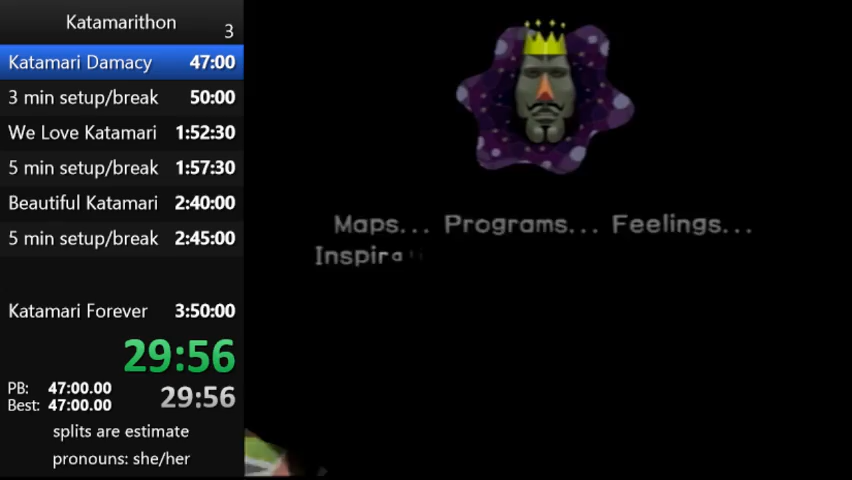 Katamarithon
3
Katamari Damacy 47:00
3 min setup/break 50:00
We Love Katamari 1:52:30
5 min setup/break 1:57:30
Beautiful Katamari 2:40:00
5 min setup/break 2:45:00
Katamari Forever 3:50:00
29:56
PB: 47:00.00
Best: 47:00.00
29:56
splits are estimate
pronouns: she/her
Maps... Programs... Feelings...
Inspira